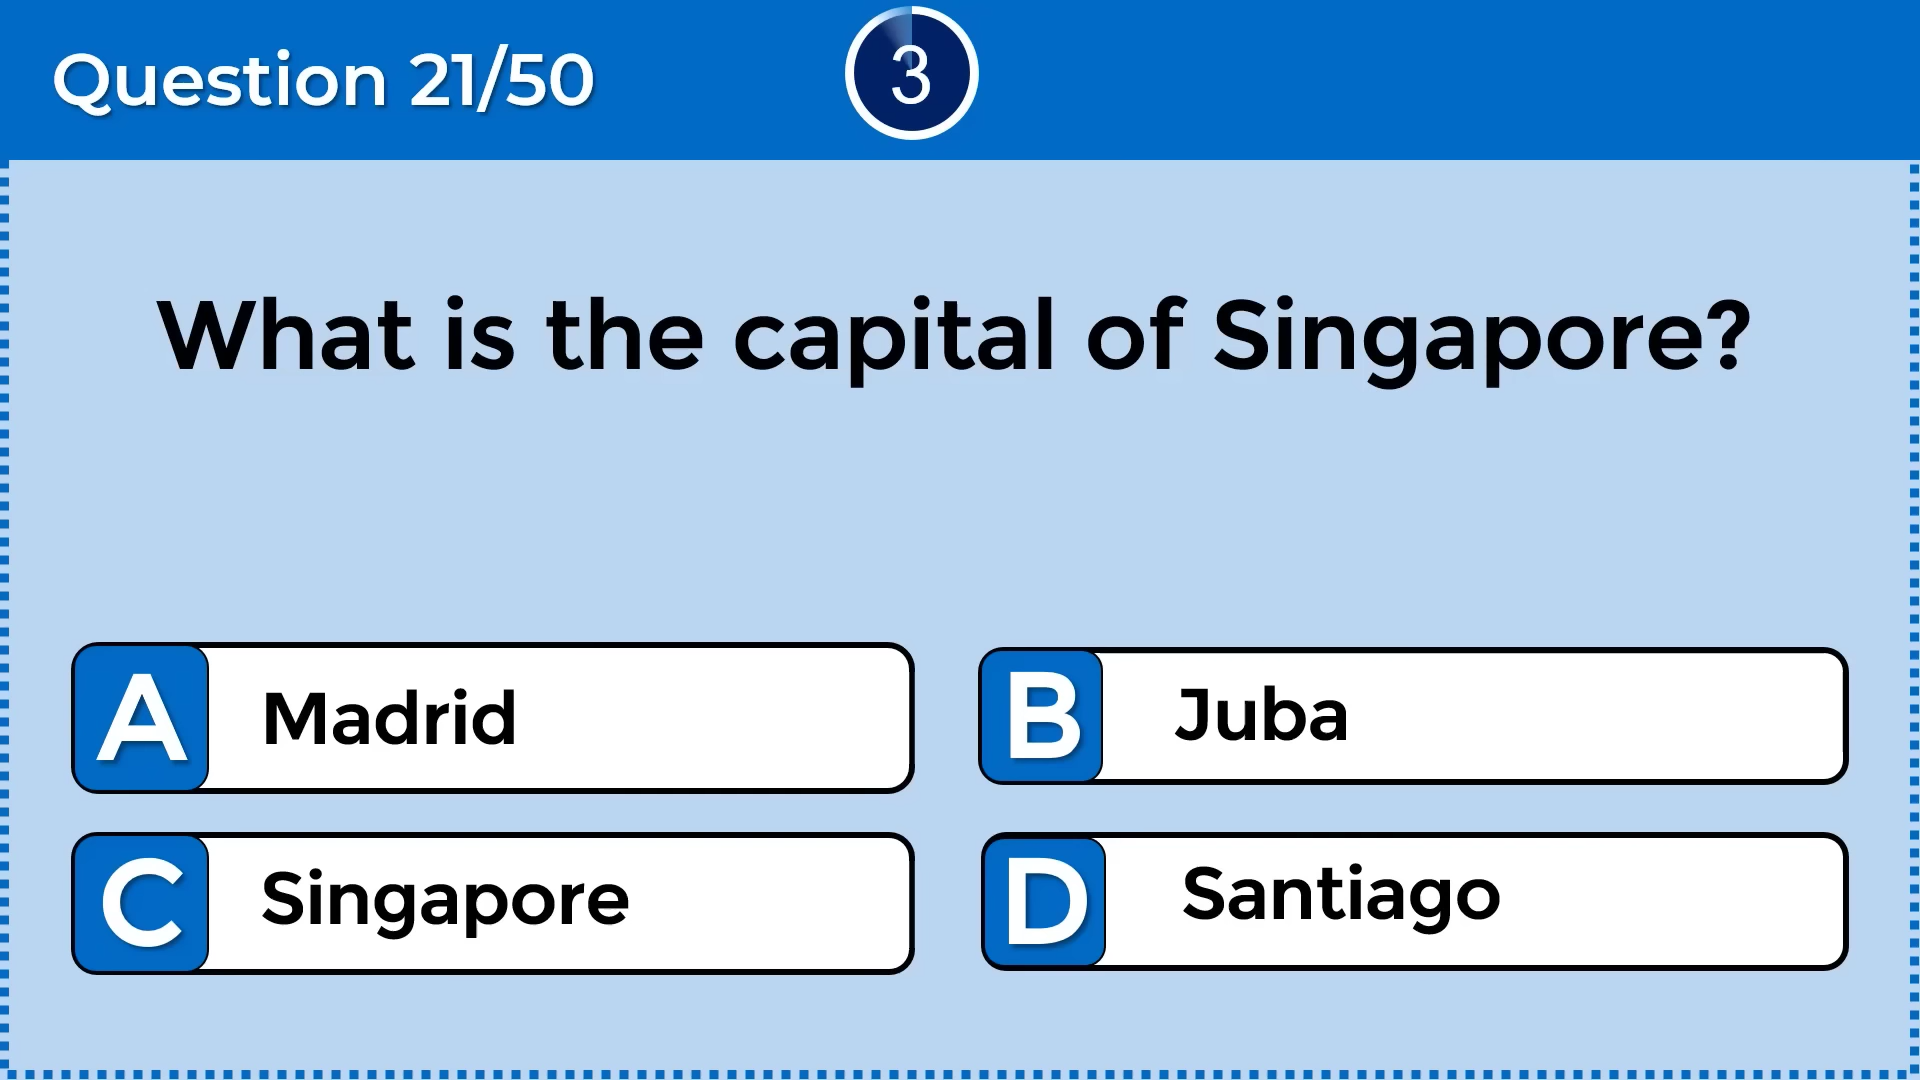 Question 21/50
3
What is the capital of Singapore?
A Madrid
B Juba
C Singapore
D Santiago